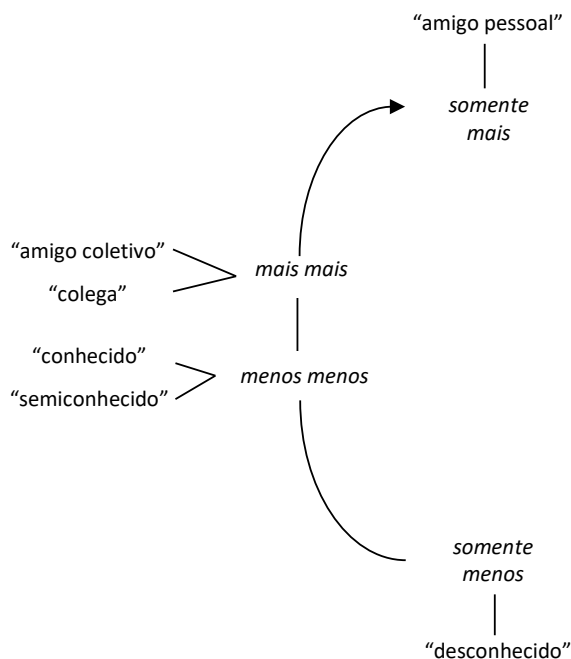 “amigo pessoal”
somente
mais
“amigo coletivo”
mais mais
“colega”
“conhecido”
menos menos
“semiconhecido”
somente
menos
“desconhecido”